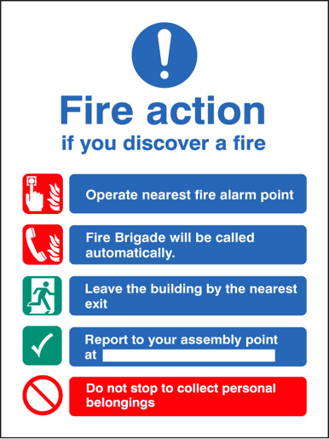 Fire action
if you discover a fire
Operate nearest fire alarm point
Fire Brigade will be called
automatically.
Leave the building by the nearest
exit
Report to your assembly point
at
Do not stop to collect personal
belongings